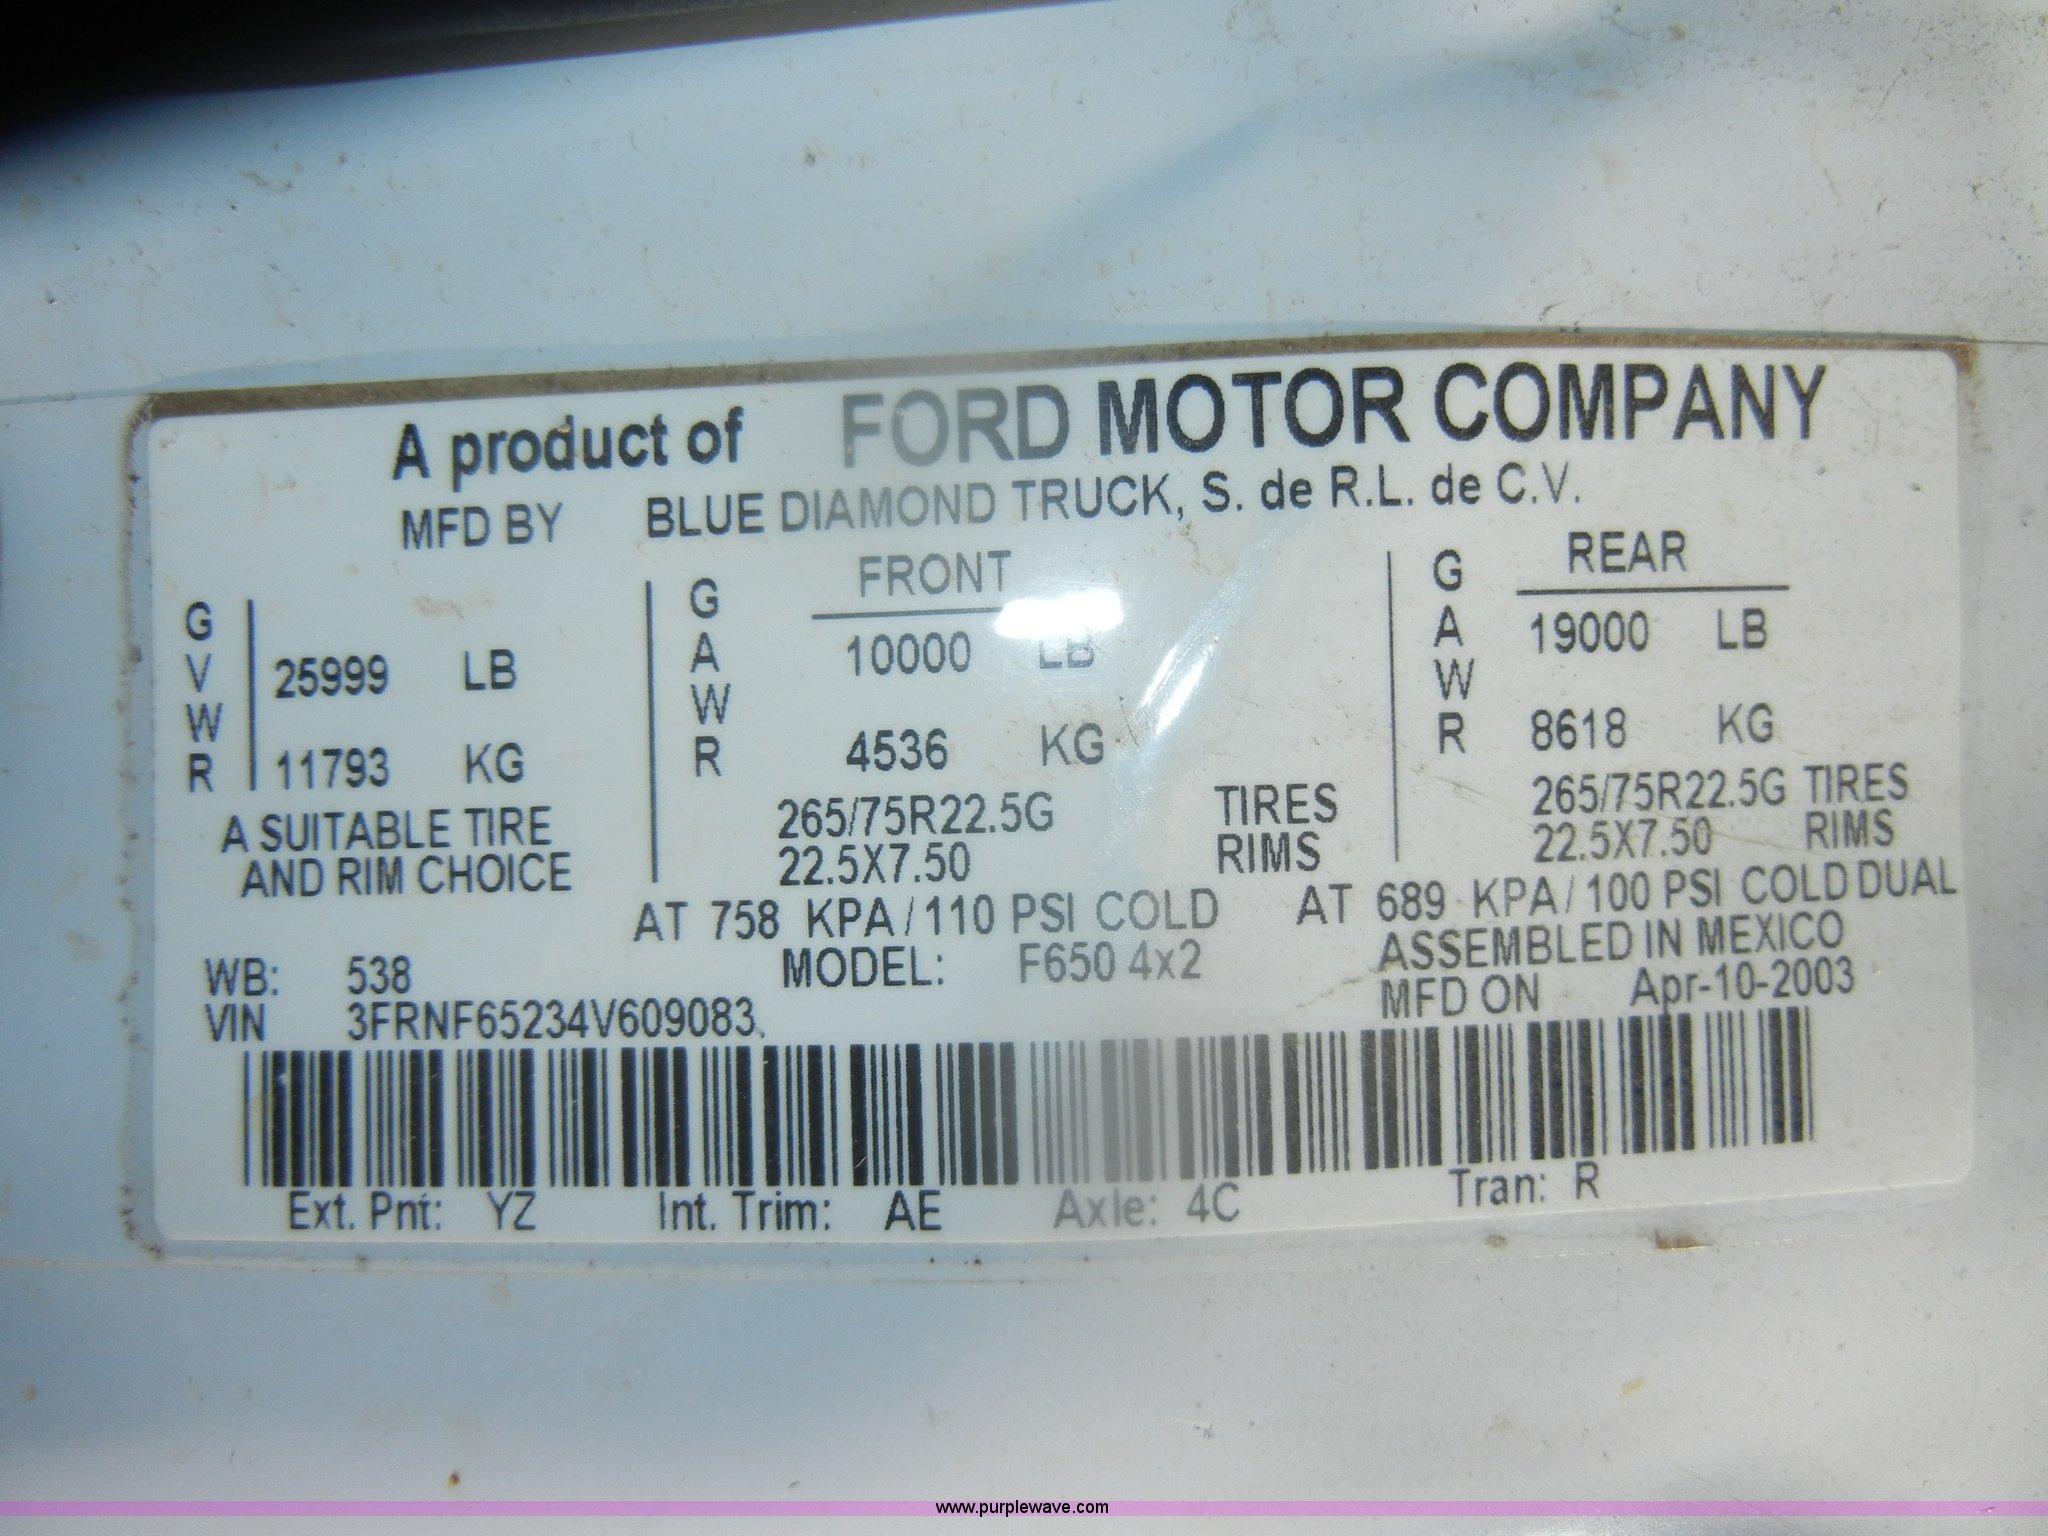 A product of FORD MOTOR COMPANY
MFD BY BLUE DIAMOND TRUCK, S. de R.L. de C.V.
GVWR
25999 LB
11793 KG
A SUITABLE TIRE
AND RIM CHOICE
GAWR
FRONT
10000 LB
4536 KG
265/75R22.5G TIRES
22.5X7.50 RIMS
AT 758 KPA/110 PSI COLD
GAWR
REAR
19000 LB
8618 KG
265/75R22.5G TIRES
22.5X7.50 RIMS
AT 689 KPA/100 PSI COLD DUAL
WB: 538
MODEL: F650 4x2
ASSEMBLED IN MEXICO
VIN 3FRNF65234V609083
MFD ON Apr-10-2003
Ext. Pnt: YZ Int. Trim: AE Axle: 4C Tran: R
www.purplewave.com